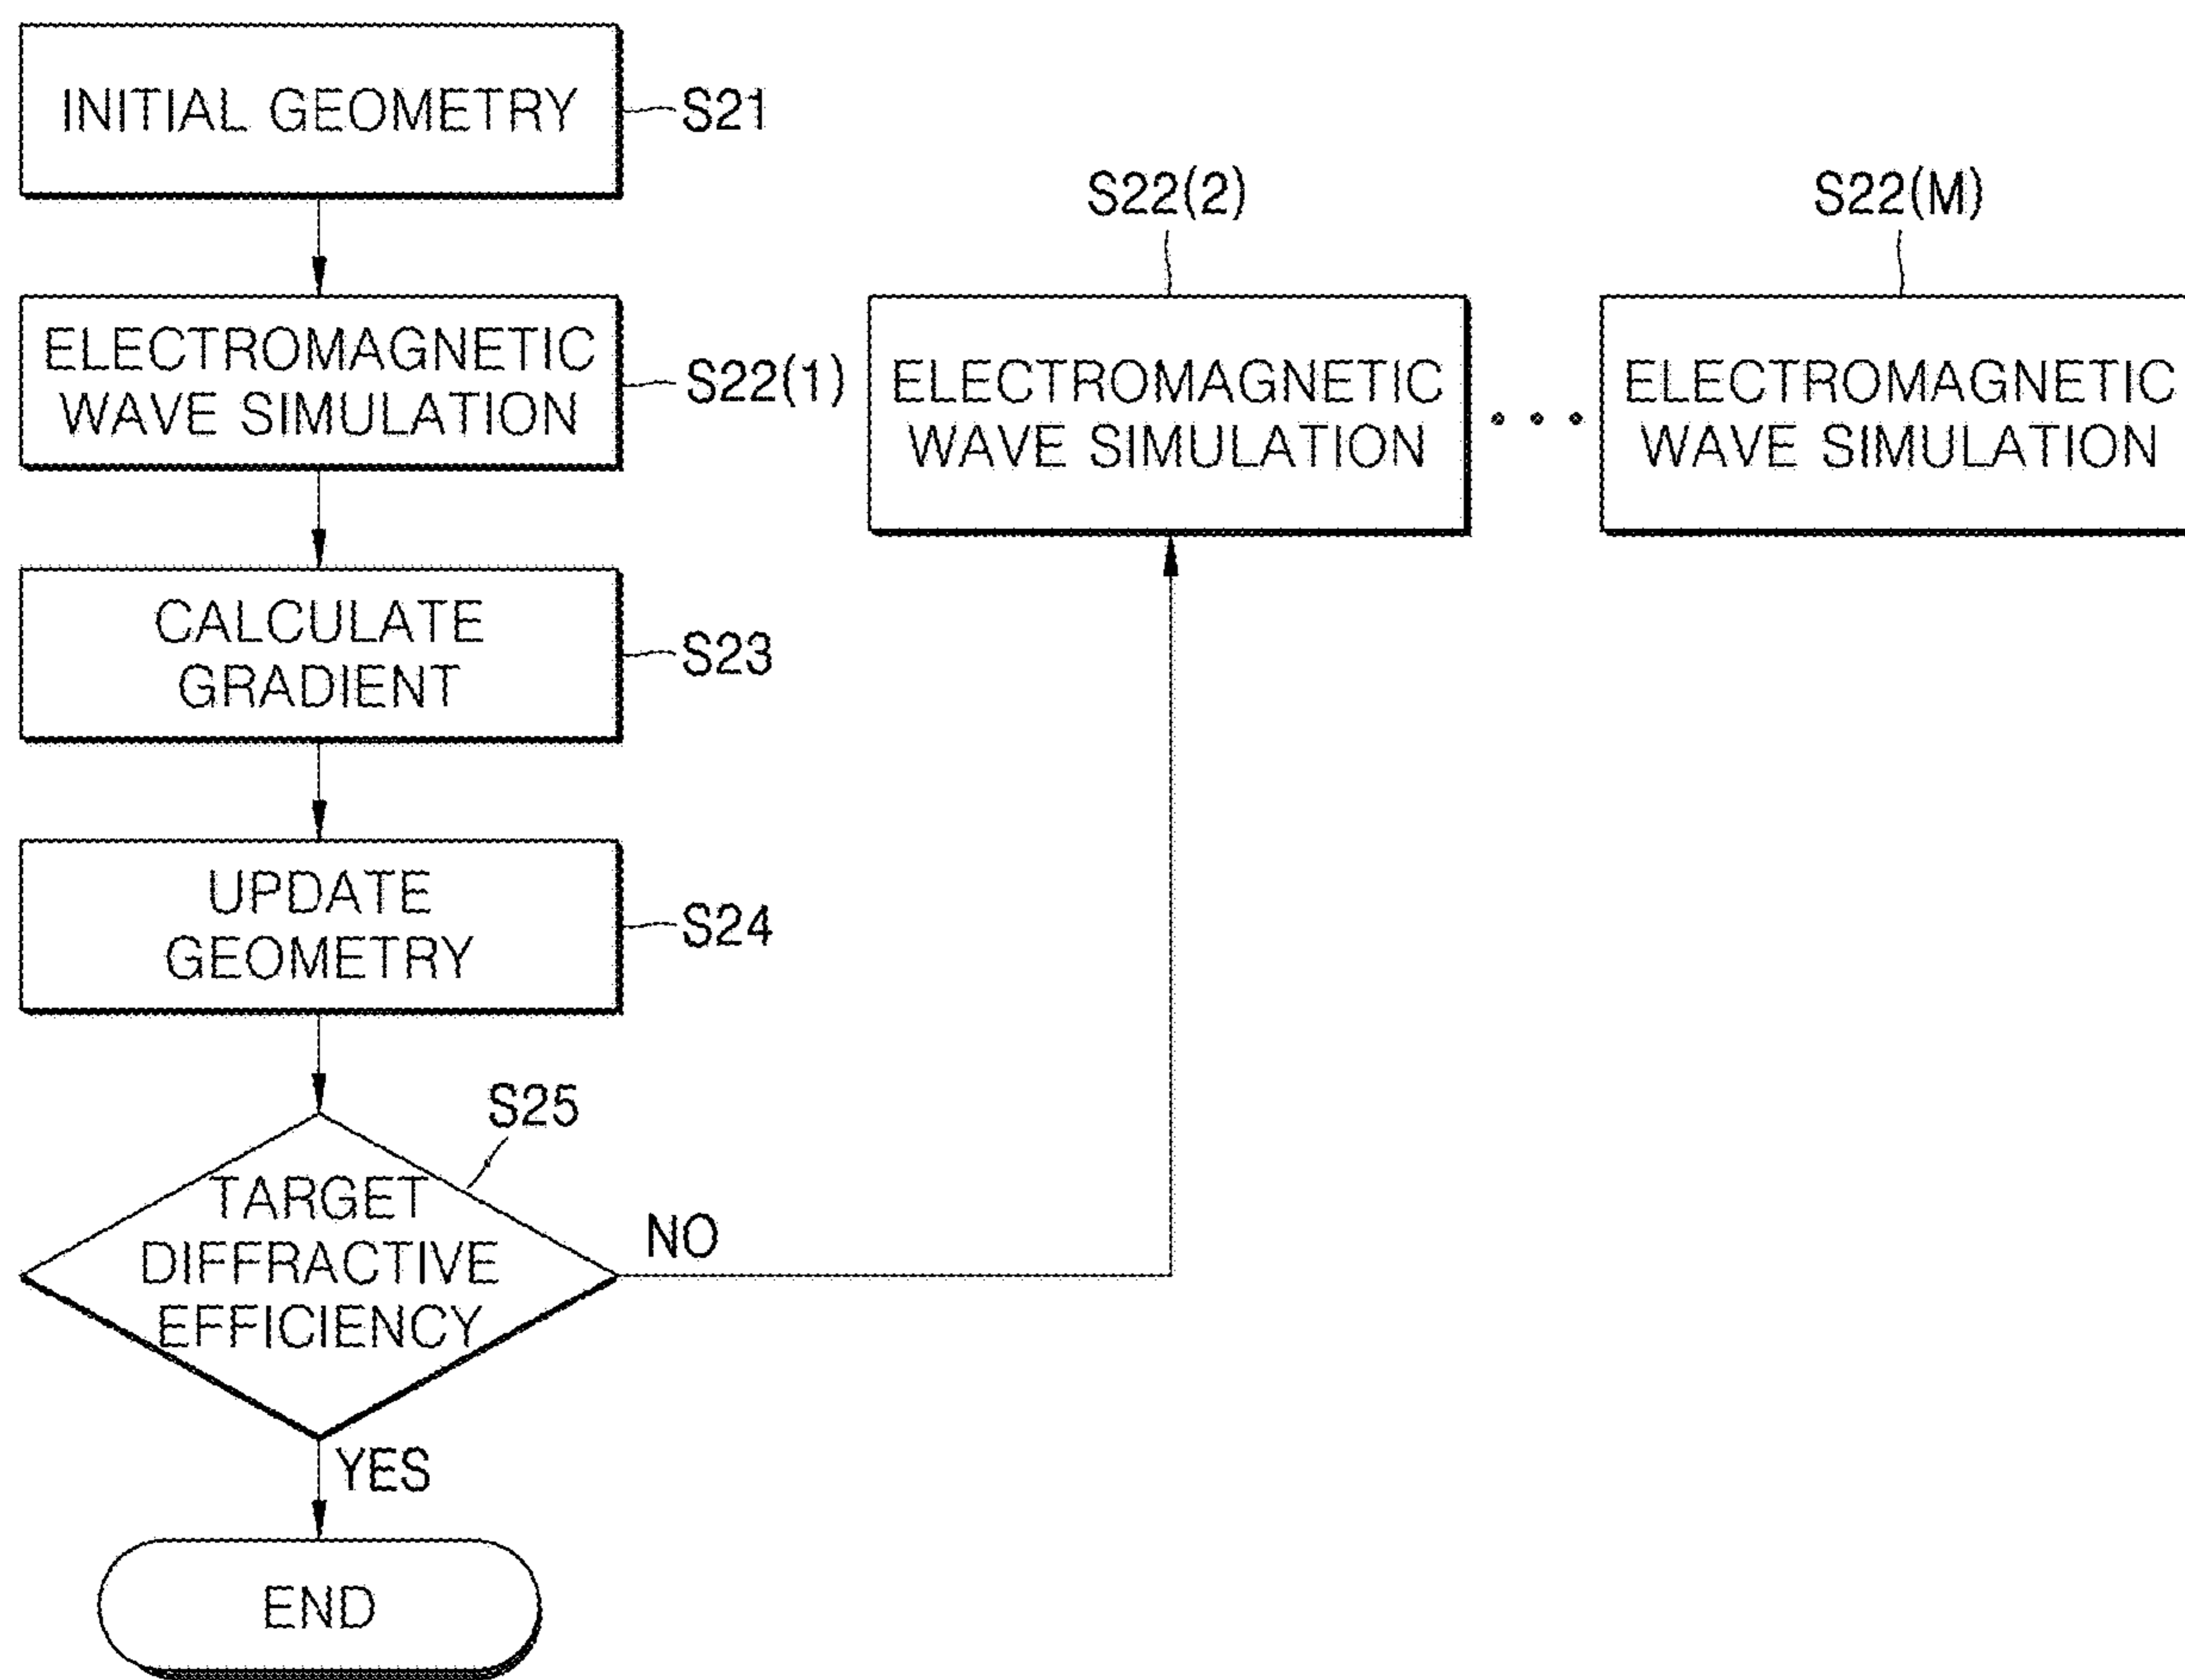 INITIAL GEOMETRY
S21
ELECTROMAGNETIC
WAVE SIMULATION
S22(1)
CALCULATE
GRADIENT
S23
UPDATE
GEOMETRY
S24
S25
TARGET
DIFFRACTIVE
EFFICIENCY
NO
YES
END
S22(2)
ELECTROMAGNETIC
WAVE SIMULATION
...
S22(M)
ELECTROMAGNETIC
WAVE SIMULATION